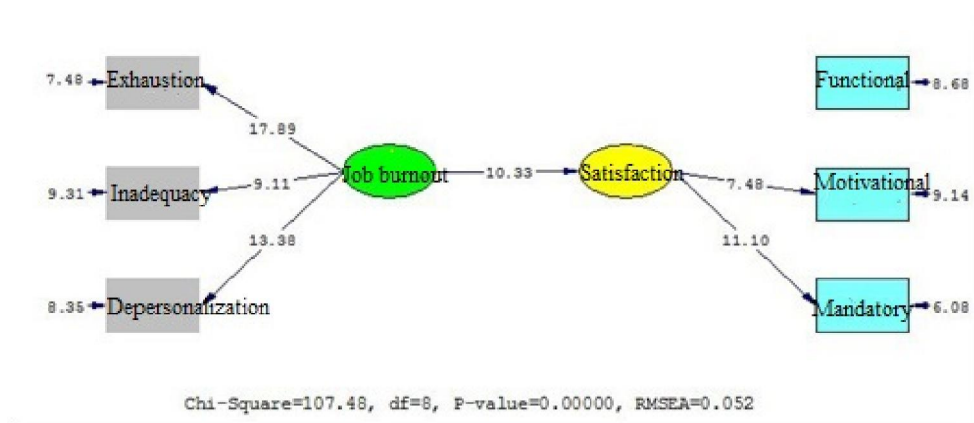 7.48 Exhaustion Functional 8.68
17.89
9.31 Inadequacy 9.11 Job burnout 10.33 Satisfaction 7.48 Motivational 9.14
13.38 11.10
8.35 Depersonalization Mandatory 6.08
Chi-Square=107.48, df=8, P-value=0.00000, RMSEA=0.052